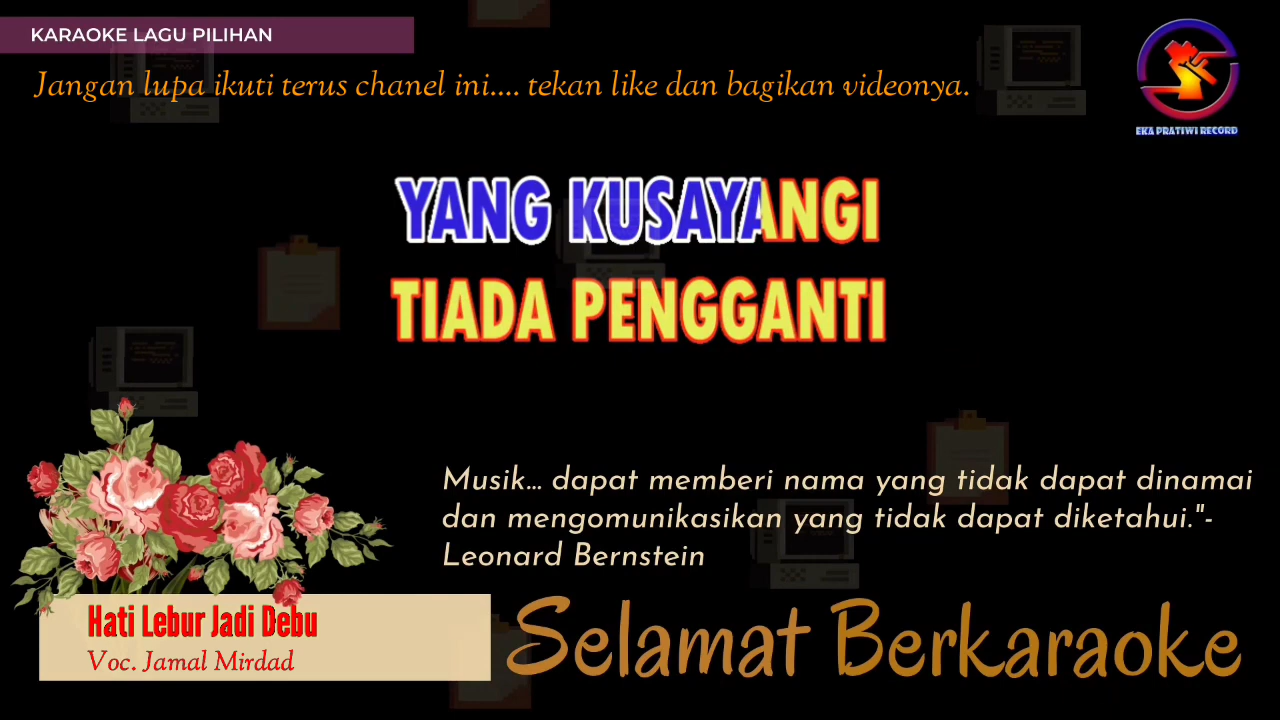 KARAOKE LAGU PILIHAN
Jangan lupa ikuti terus chanel ini.... tekan like dan bagikan videonya.
EKA PRATIWI RECORD
YANG KUSAYANGI
TIADA PENGGANTI
Musik... dapat memberi nama yang tidak dapat dinamai
dan mengomunikasikan yang tidak dapat diketahui."-
Leonard Bernstein
Hati Lebur Jadi Debu
Voc. Jamal Mirdad
Selamat Berkaraoke